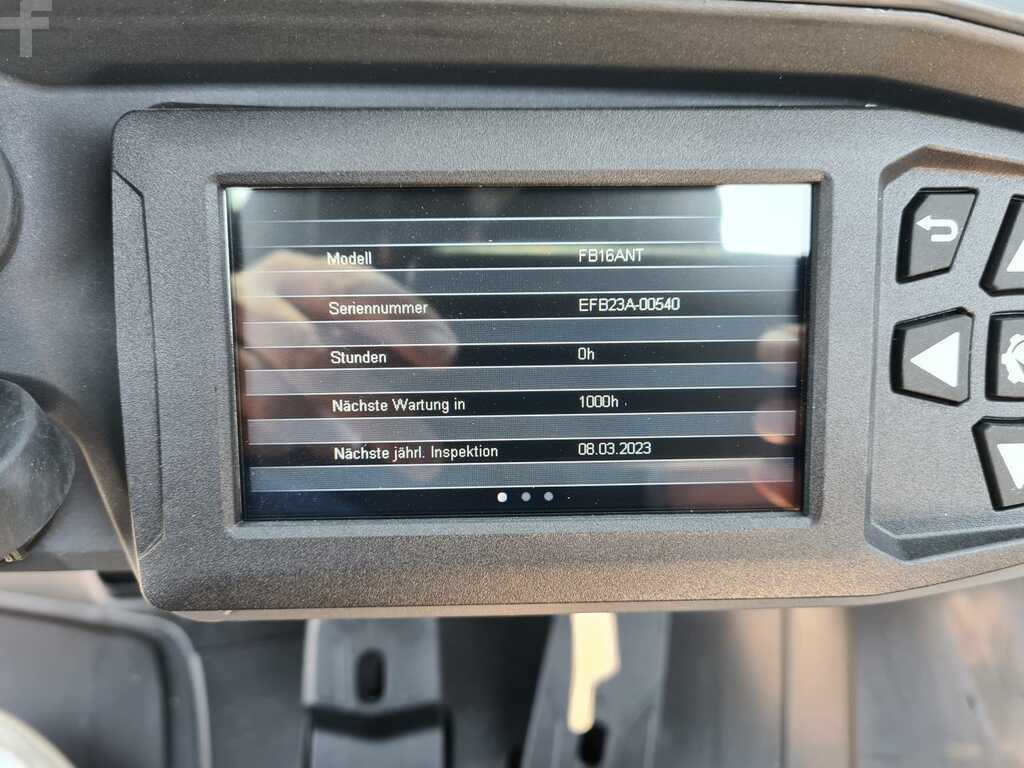 Modell FB16ANT
Seriennummer EFB23A-00540
Stunden 0h
Nächste Wartung in 1000h
Nächste jährl. Inspektion 08.03.2023